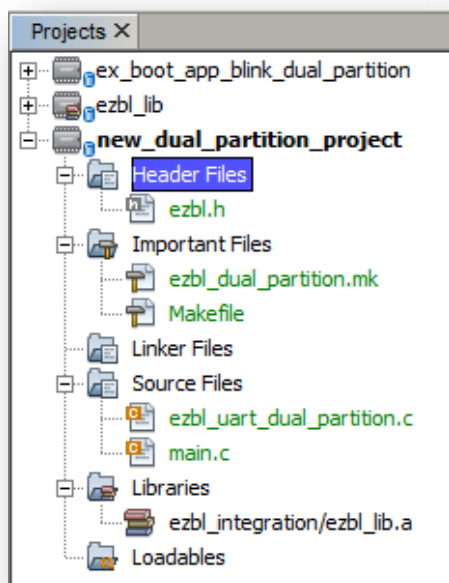 Projects
ex_boot_app_blink_dual_partition
ezbl_lib
new_dual_partition_project
Header Files
ezbl.h
Important Files
ezbl_dual_partition.mk
Makefile
Linker Files
Source Files
ezbl_uart_dual_partition.c
main.c
Libraries
ezbl_integration/ezbl_lib.a
Loadables